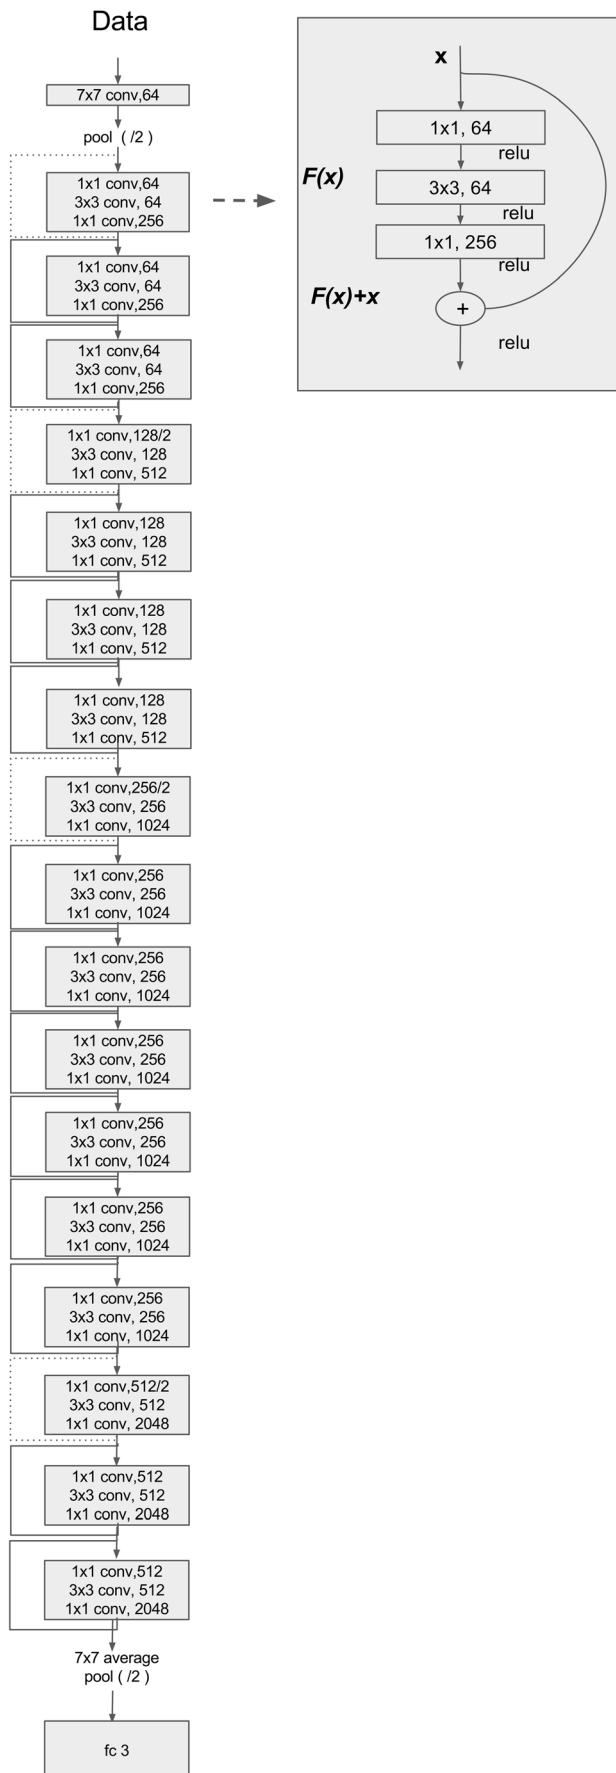 Data
7x7 conv,64
pool ( /2 )
1x1 conv,64
3x3 conv, 64
1x1 conv,256
1x1 conv,64
3x3 conv, 64
1x1 conv,256
1x1 conv,64
3x3 conv, 64
1x1 conv,256
1x1 conv,128/2
3x3 conv, 128
1x1 conv, 512
1x1 conv,128
3x3 conv, 128
1x1 conv, 512
1x1 conv,128
3x3 conv, 128
1x1 conv, 512
1x1 conv,128
3x3 conv, 128
1x1 conv, 512
1x1 conv,256/2
3x3 conv, 256
1x1 conv, 1024
1x1 conv,256
3x3 conv, 256
1x1 conv, 1024
1x1 conv,256
3x3 conv, 256
1x1 conv, 1024
1x1 conv,256
3x3 conv, 256
1x1 conv, 1024
1x1 conv,256
3x3 conv, 256
1x1 conv, 1024
1x1 conv,256
3x3 conv, 256
1x1 conv, 1024
1x1 conv,256
3x3 conv, 256
1x1 conv, 1024
1x1 conv,512/2
3x3 conv, 512
1x1 conv, 2048
1x1 conv,512
3x3 conv, 512
1x1 conv, 2048
1x1 conv,512
3x3 conv, 512
1x1 conv, 2048
7x7 average
pool ( /2 )
fc 3
x
1x1, 64
relu
F(x)
3x3, 64
relu
1x1, 256
relu
F(x)+x
+
relu